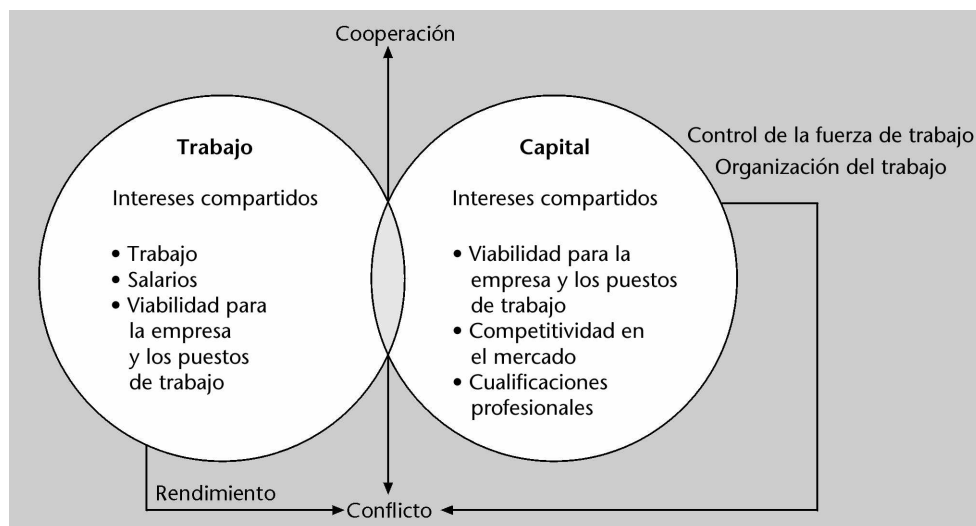 Cooperación
Trabajo
Intereses compartidos
• Trabajo
• Salarios
• Viabilidad para
la empresa
y los puestos
de trabajo
Capital
Intereses compartidos
• Viabilidad para la
empresa y los puestos
de trabajo
• Competitividad en
el mercado
• Cualificaciones
profesionales
Control de la fuerza de trabajo
Organización del trabajo
Rendimiento
Conflicto